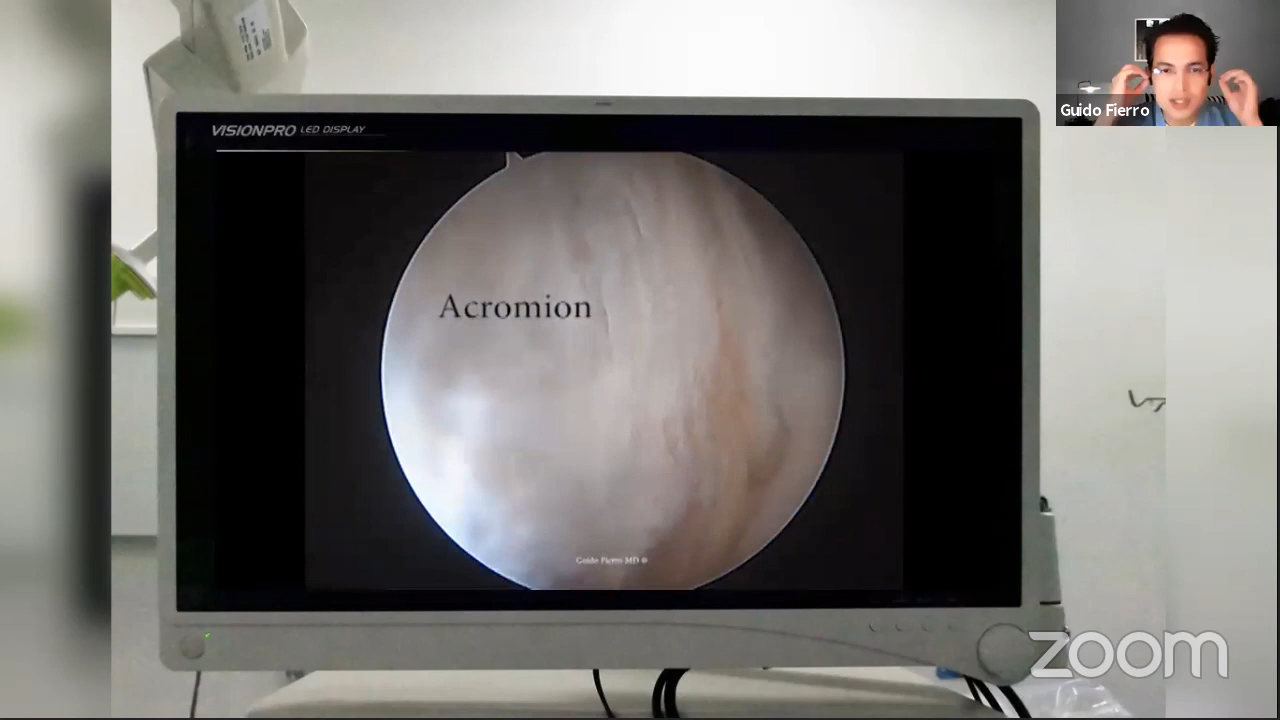 VISIONPRO LED DISPLAY
Guido Fierro
Acromion
Guido Fierro MD ®
zoom